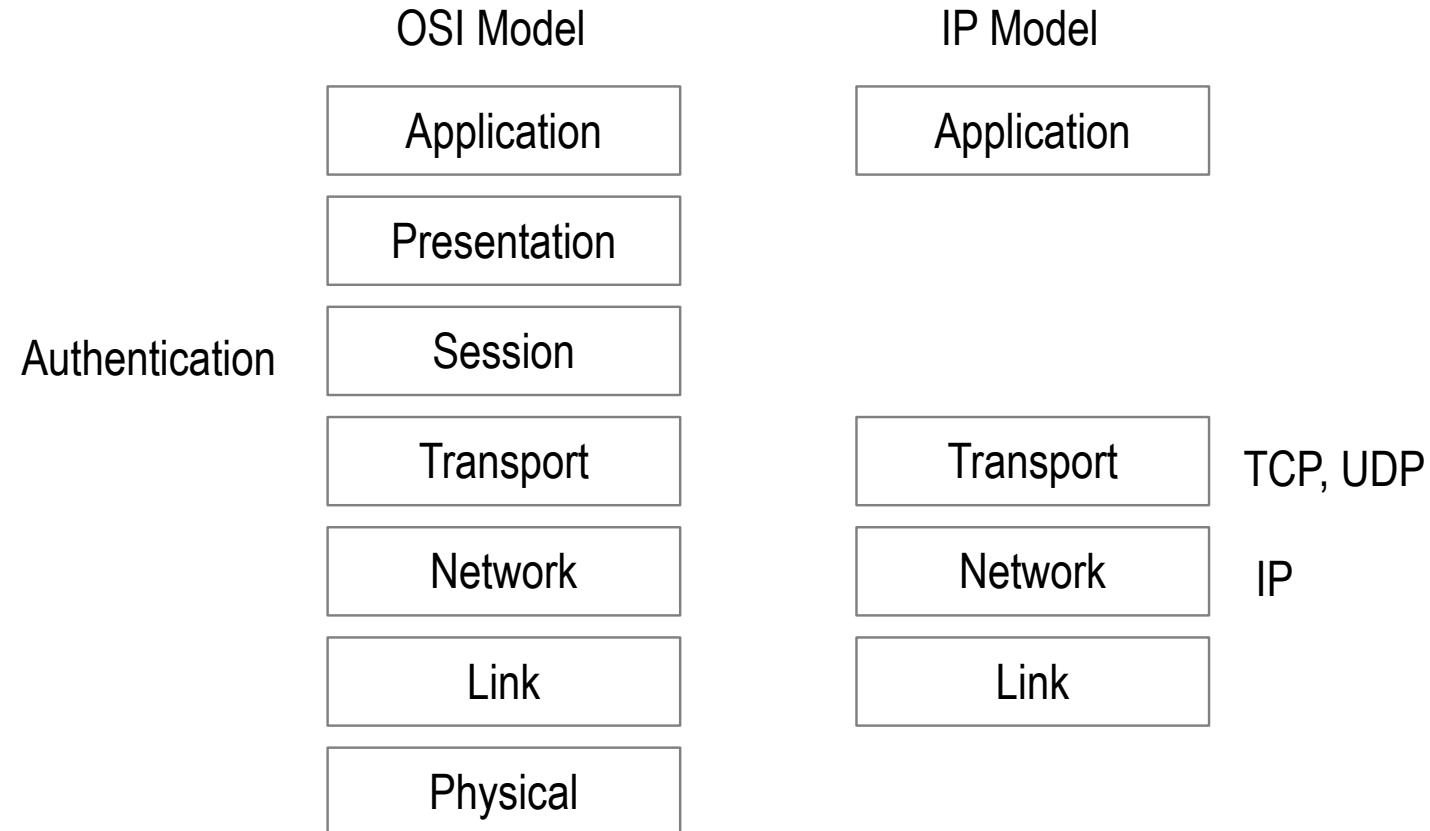 OSI Model
IP Model
Application
Application
Presentation
Authentication
Session
Transport
Transport
TCP, UDP
Network
Network
IP
Link
Link
Physical